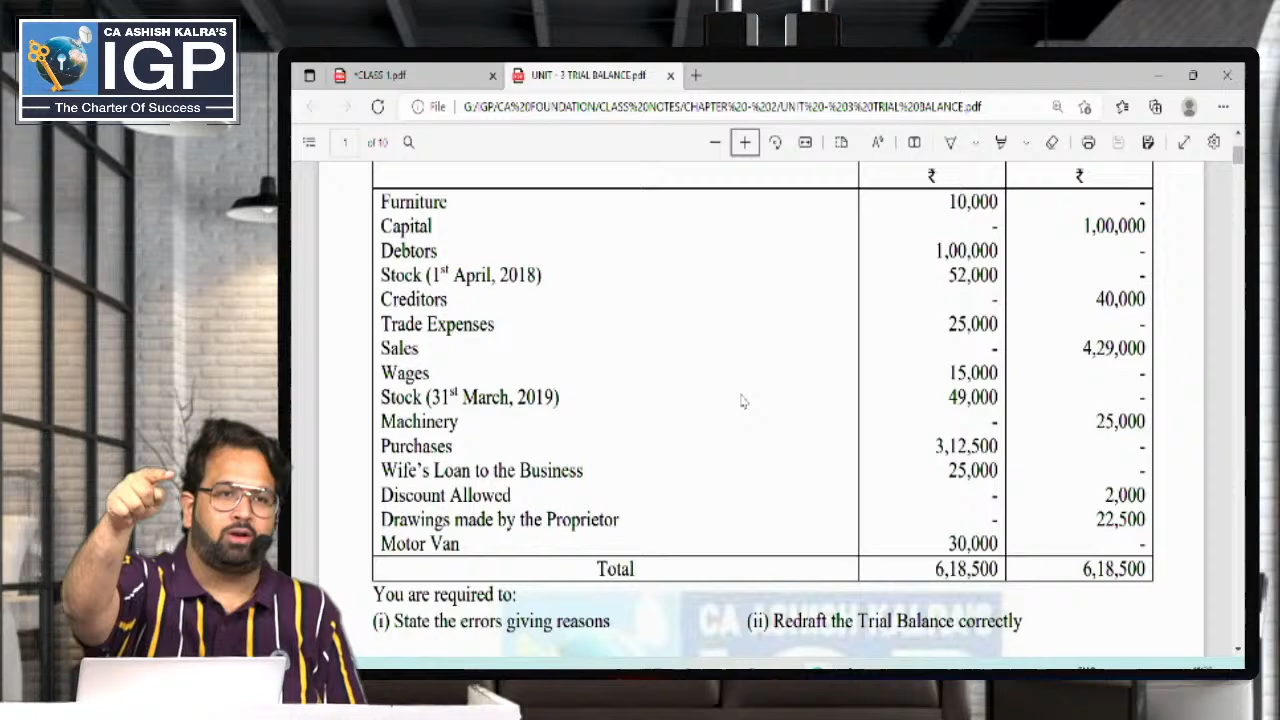 CA ASHISH KALRA'S
IGP
The Charter Of Success
*CLASS 1.pdf
UNIT - 3 TRIAL BALANCE.pdf
File G:/IGP/CA%20FOUNDATION/CLASS%20NOTES/CHAPTER%20-%202/UNIT%20-%203%20TRIAL%20BALANCE.pdf
1 of 10
₹ ₹
Furniture 10,000 -
Capital - 1,00,000
Debtors 1,00,000 -
Stock (1st April, 2018) 52,000 -
Creditors - 40,000
Trade Expenses 25,000 -
Sales - 4,29,000
Wages 15,000 -
Stock (31st March, 2019) 49,000 -
Machinery - 25,000
Purchases 3,12,500 -
Wife's Loan to the Business 25,000 -
Discount Allowed - 2,000
Drawings made by the Proprietor - 22,500
Motor Van 30,000 -
Total 6,18,500 6,18,500
You are required to:
(i) State the errors giving reasons (ii) Redraft the Trial Balance correctly
CA ASHISH KALRA'S